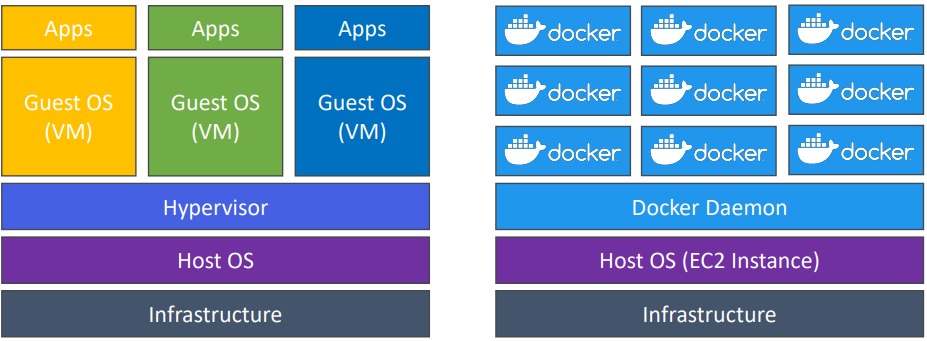 Apps
Apps
Apps
Guest OS
(VM)
Guest OS
(VM)
Guest OS
(VM)
Hypervisor
Host OS
Infrastructure
docker
docker
docker
docker
docker
docker
docker
docker
docker
Docker Daemon
Host OS (EC2 Instance)
Infrastructure